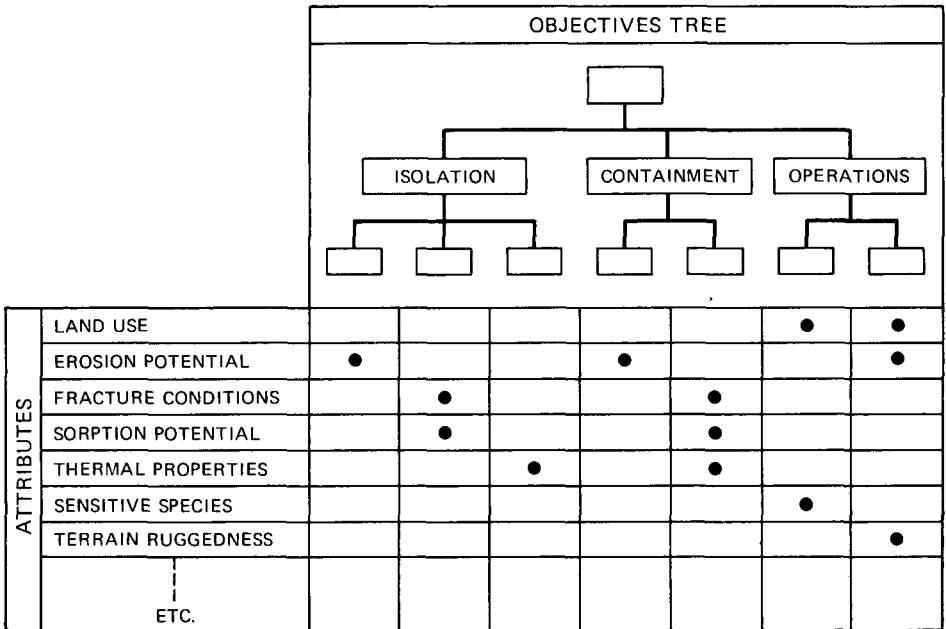 OBJECTIVES TREE
ISOLATION
CONTAINMENT
OPERATIONS
ATTRIBUTES
LAND USE
EROSION POTENTIAL
FRACTURE CONDITIONS
SORPTION POTENTIAL
THERMAL PROPERTIES
SENSITIVE SPECIES
TERRAIN RUGGEDNESS
ETC.